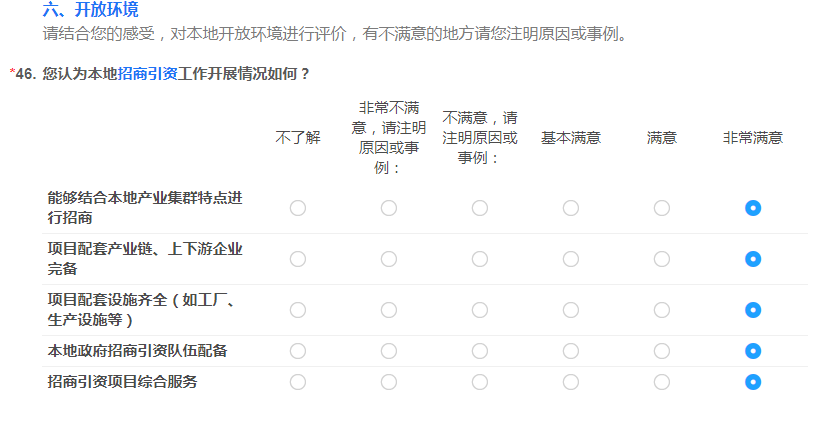 六、开放环境
请结合您的感受，对本地开放环境进行评价，有不满意的地方请您注明原因或事例。
*46. 您认为本地招商引资工作开展情况如何？
不了解
非常不满
意，请注明
原因或事
例：
不满意，请
注明原因或
事例：
基本满意
满意
非常满意
能够结合本地产业集群特点进
行招商
项目配套产业链、上下游企业
完备
项目配套设施齐全（如工厂、
生产设施等）
本地政府招商引资队伍配备
招商引资项目综合服务